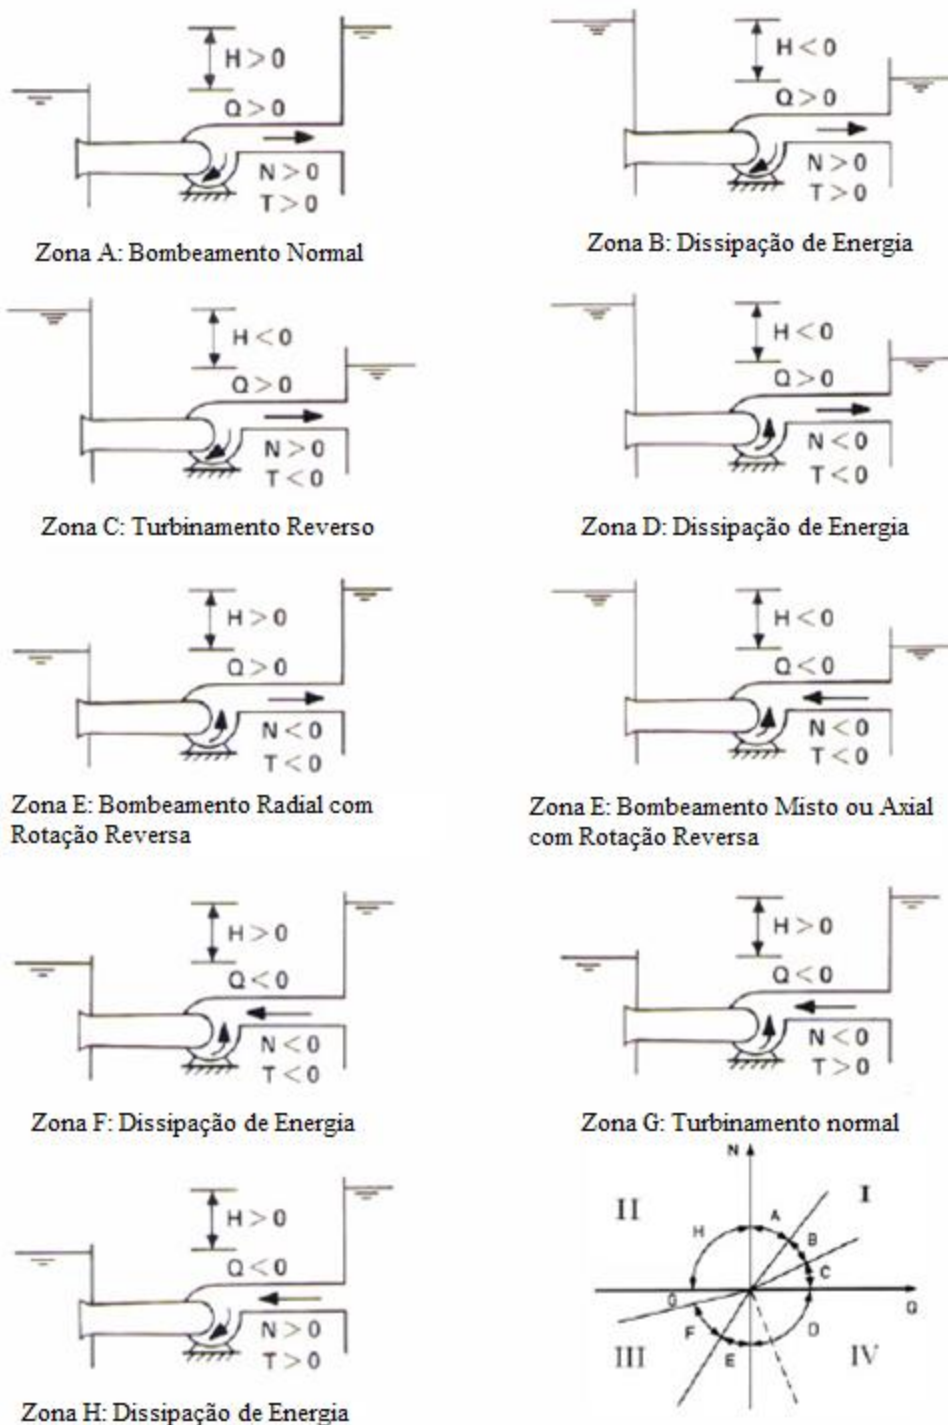 H > 0
Q > 0
N > 0
T > 0
Zona A: Bombeamento Normal
H < 0
Q > 0
N > 0
T > 0
Zona B: Dissipação de Energia
H < 0
Q > 0
N > 0
T < 0
Zona C: Turbinamento Reverso
H < 0
Q > 0
N < 0
T < 0
Zona D: Dissipação de Energia
H > 0
Q > 0
N < 0
T < 0
Zona E: Bombeamento Radial com
Rotação Reversa
H < 0
Q < 0
N < 0
T < 0
Zona E: Bombeamento Misto ou Axial
com Rotação Reversa
H > 0
Q < 0
N < 0
T < 0
Zona F: Dissipação de Energia
H > 0
Q < 0
N < 0
T > 0
Zona G: Turbinamento normal
H > 0
Q < 0
N > 0
T > 0
Zona H: Dissipação de Energia
N
II
I
H
A
B
C
G
Q
F
D
E
III
IV